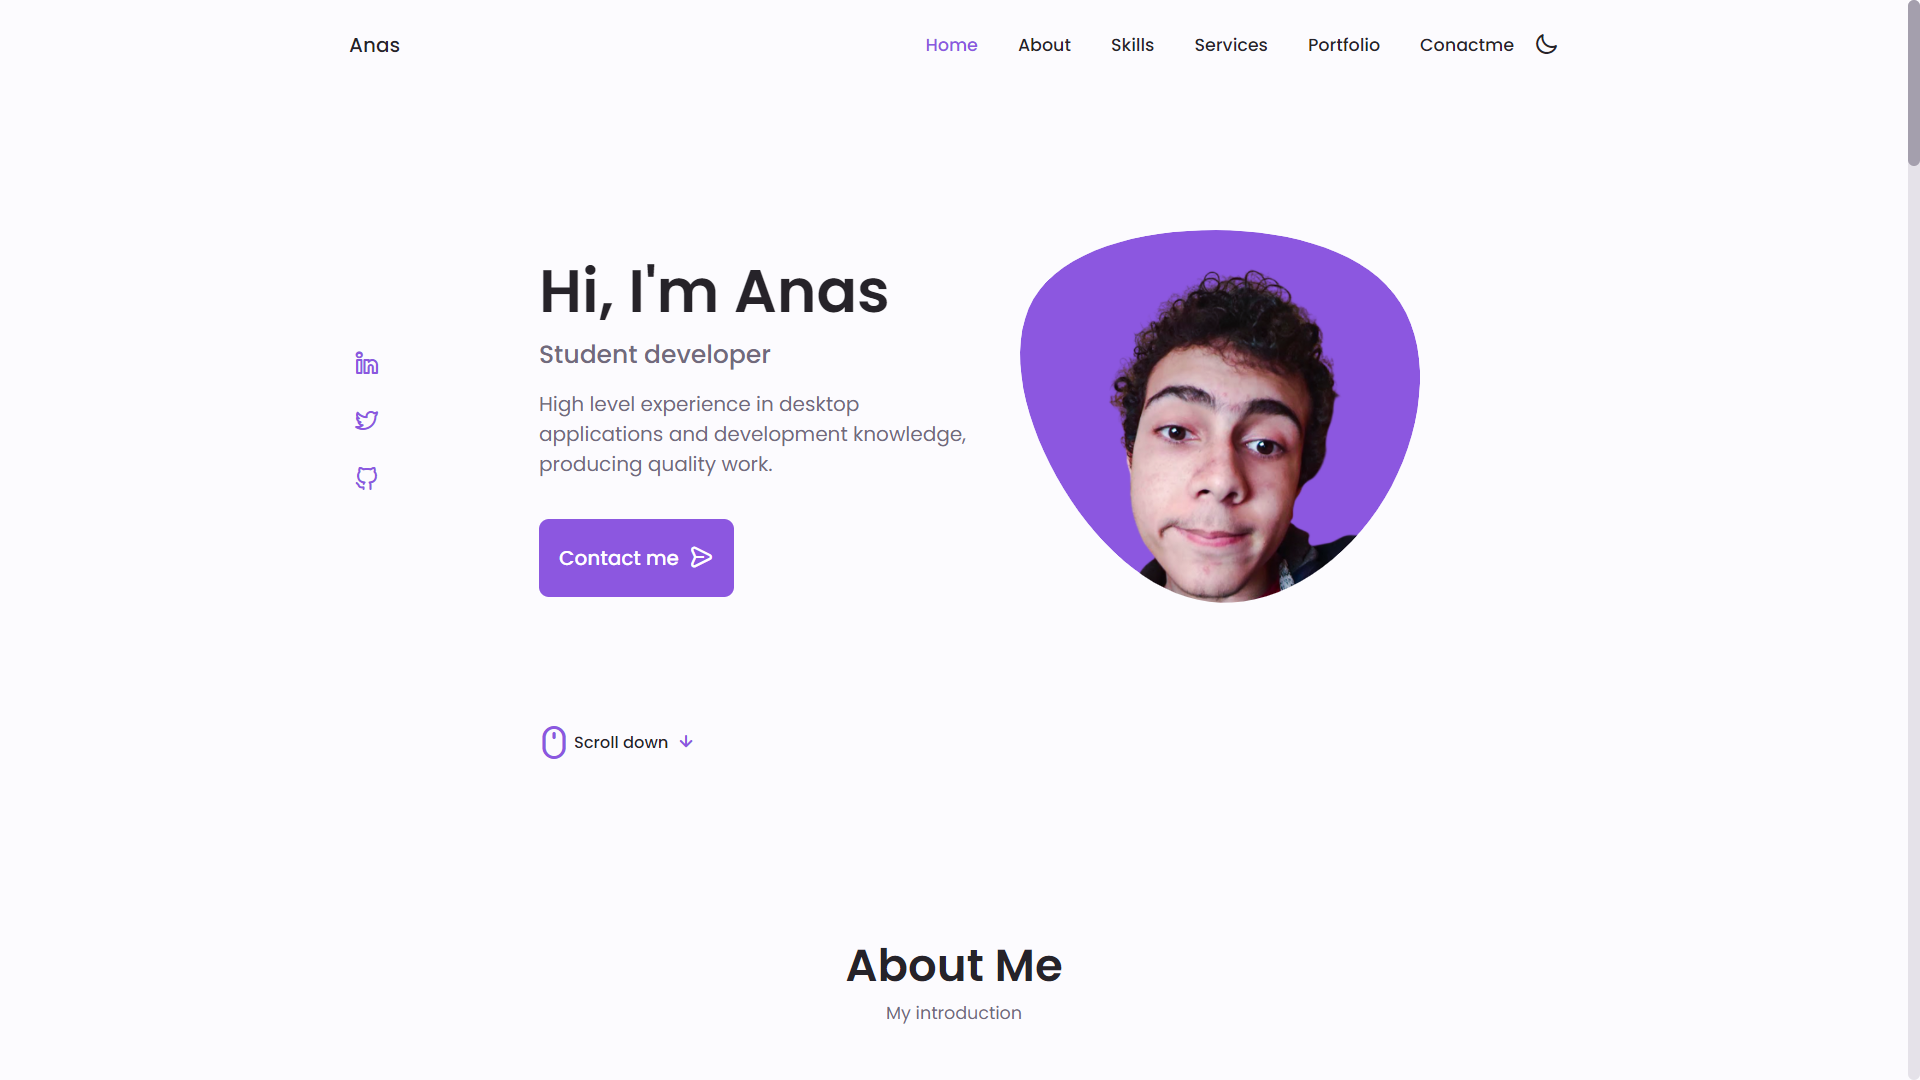 Anas
Home
About
Skills
Services
Portfolio
Conactme
Hi, I'm Anas
Student developer
High level experience in desktop
applications and development knowledge,
producing quality work.
Contact me
Scroll down
About Me
My introduction